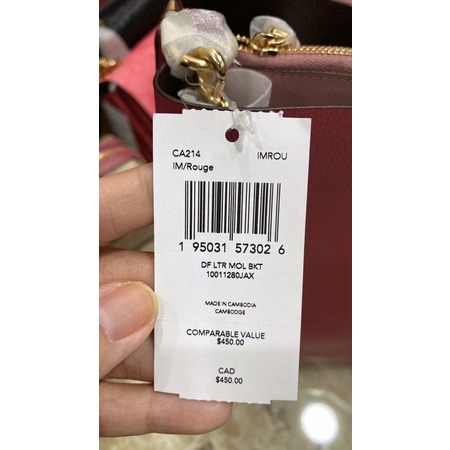 CA214 IMROU
IM/Rouge
1 95031 57302 6
DF LTR MOL BKT
10011280JAX
MADE IN CAMBODIA
CAMBODGE
COMPARABLE VALUE
$450.00
CAD
$450.00